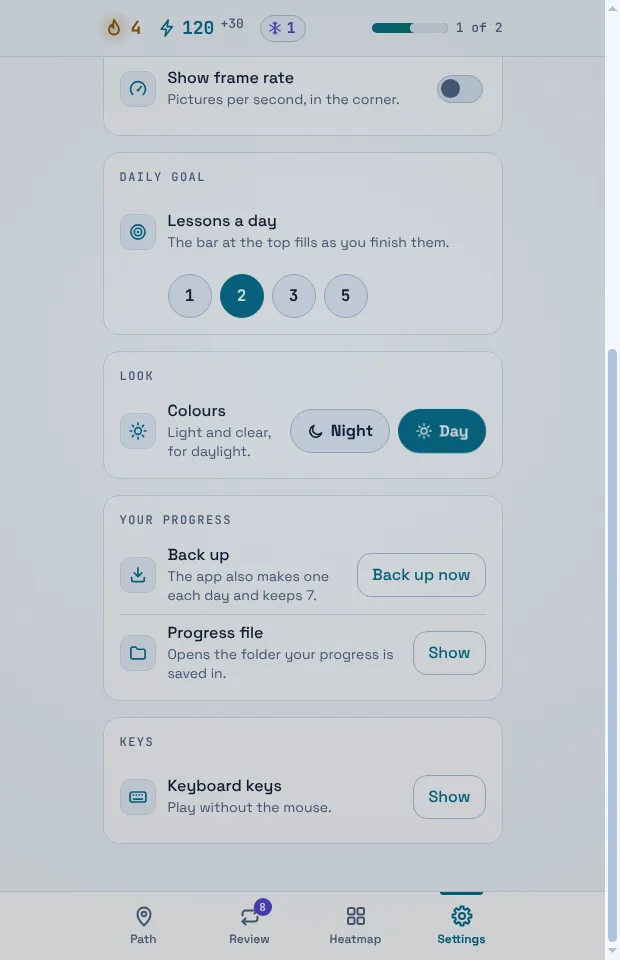 4 120 +30 1 1 of 2
Show frame rate
Pictures per second, in the corner.
DAILY GOAL
Lessons a day
The bar at the top fills as you finish them.
1 2 3 5
LOOK
Colours
Light and clear,
for daylight.
Night Day
YOUR PROGRESS
Back up
The app also makes one
each day and keeps 7.
Back up now
Progress file
Opens the folder your progress is
saved in.
Show
KEYS
Keyboard keys
Play without the mouse.
Show
8
Path Review Heatmap Settings